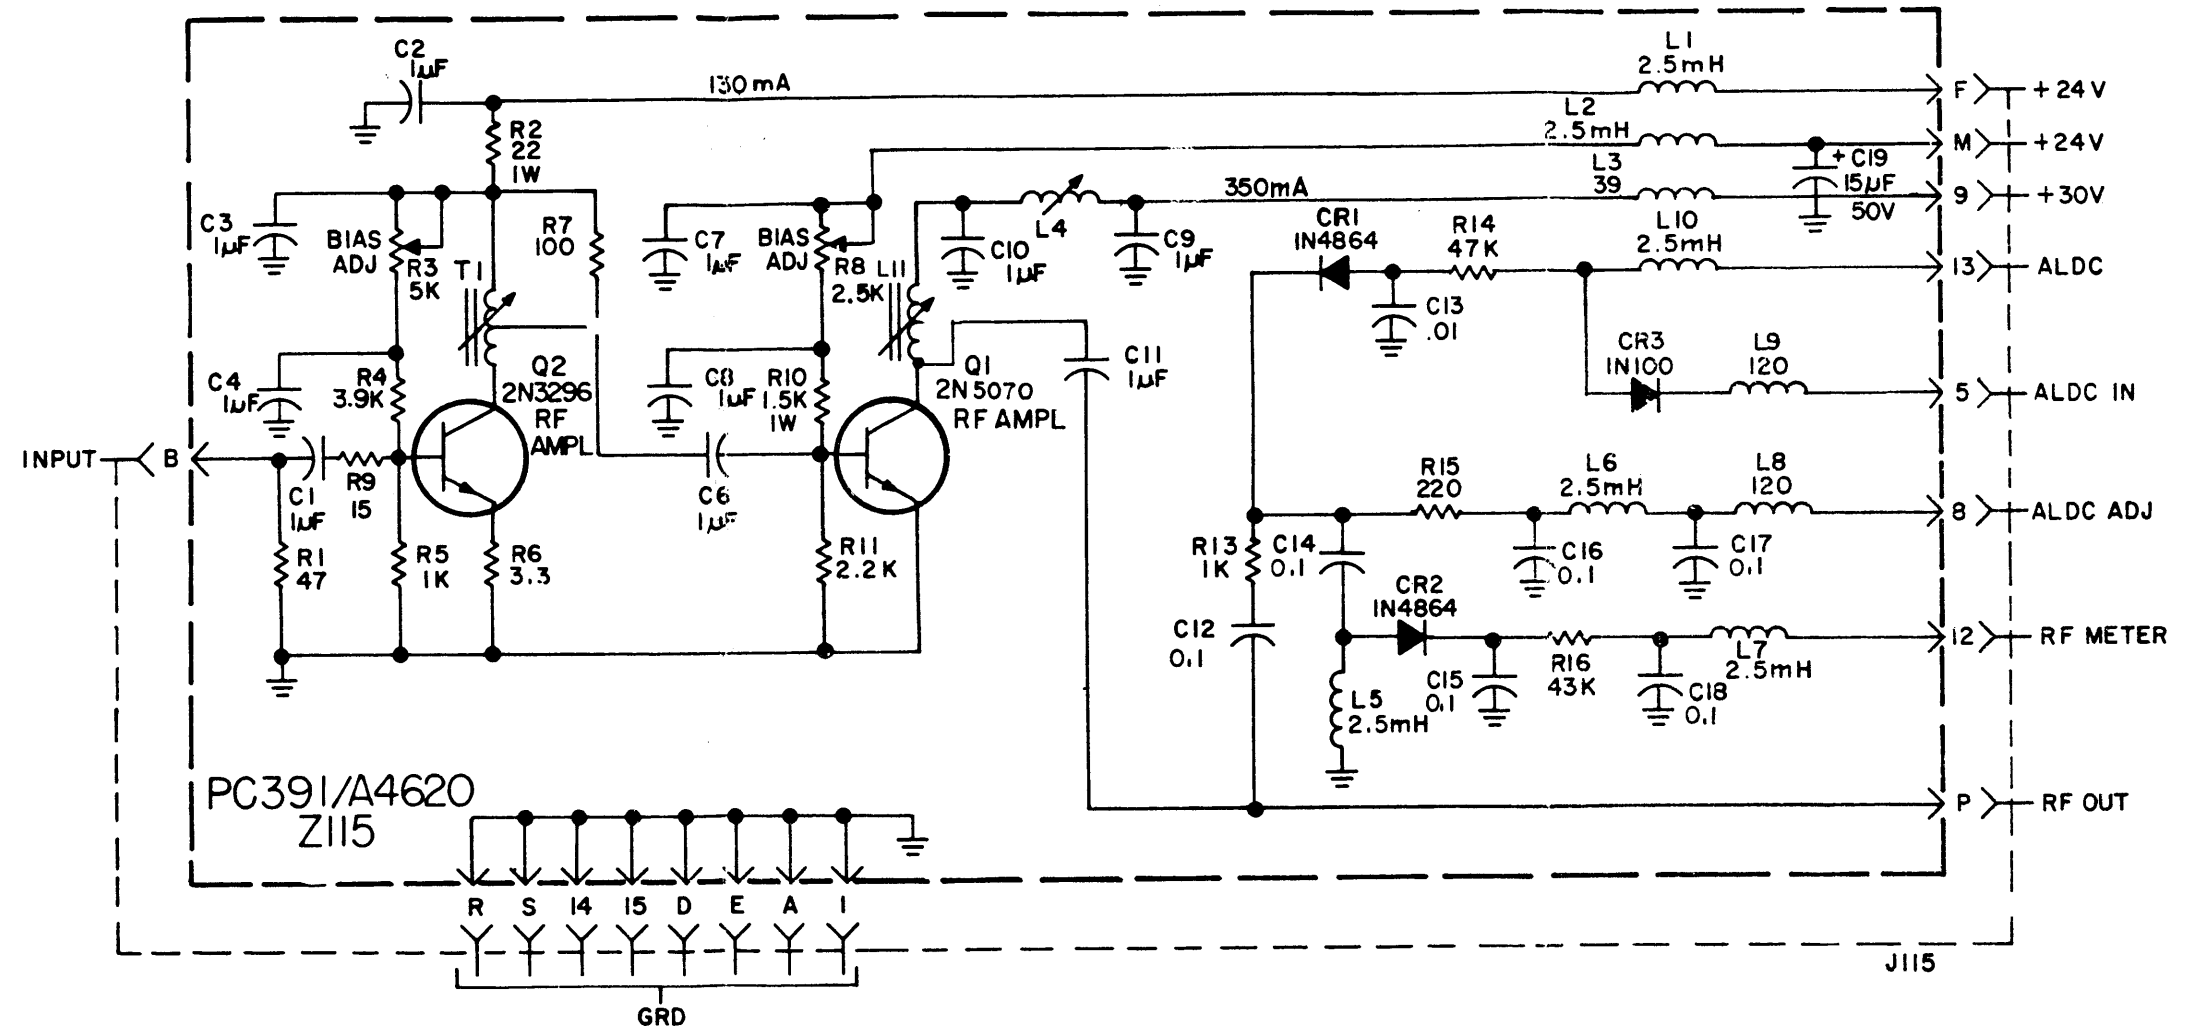 C2
1µF
130mA
L1
2.5mH
F
+24V
R2
22
1W
L2
2.5mH
M
+24V
+ C19
15µF
50V
L3
39
350mA
9
+30V
C3
1µF
BIAS
ADJ
R3
5K
T1
R7
100
C7
1µF
BIAS
ADJ
R8
2.5K
L11
C10
1µF
L4
C9
1µF
CR1
1N4864
R14
47K
L10
2.5mH
13
ALDC
C13
.01
CR3
1N100
L9
120
5
ALDC IN
C4
1µF
R4
3.9K
Q2
2N3296
RF
AMPL
C8
1µF
R10
1.5K
1W
Q1
2N5070
RF AMPL
C11
1µF
INPUT
B
C1
1µF
R9
15
C6
1µF
R15
220
L6
2.5mH
L8
120
8
ALDC ADJ
R1
47
R5
1K
R6
3.3
R11
2.2K
R13
1K
C14
0.1
C16
0.1
C17
0.1
CR2
1N4864
C12
0.1
R16
43K
L7
2.5mH
12
RF METER
C15
0.1
C18
0.1
L5
2.5mH
PC391/A4620
Z115
P
RF OUT
R S 14 15 D E A 1
J115
GRD